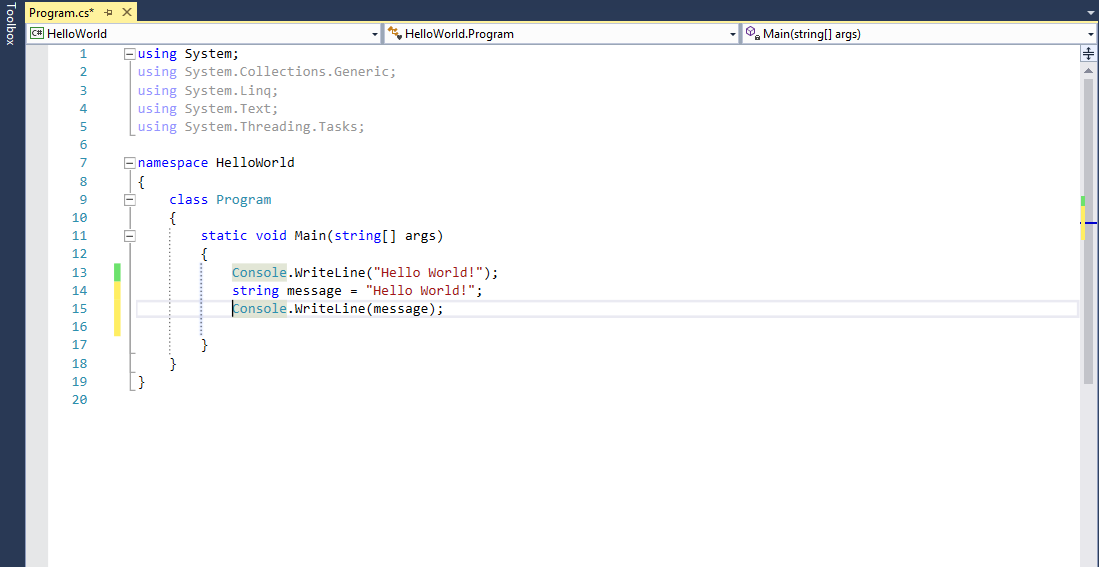 Toolbox
Program.cs*
C# HelloWorld HelloWorld.Program Main(string[] args)
1 using System;
2 using System.Collections.Generic;
3 using System.Linq;
4 using System.Text;
5 using System.Threading.Tasks;
6
7 namespace HelloWorld
8 {
9 class Program
10 {
11 static void Main(string[] args)
12 {
13 Console.WriteLine("Hello World!");
14 string message = "Hello World!";
15 Console.WriteLine(message);
16
17 }
18 }
19 }
20